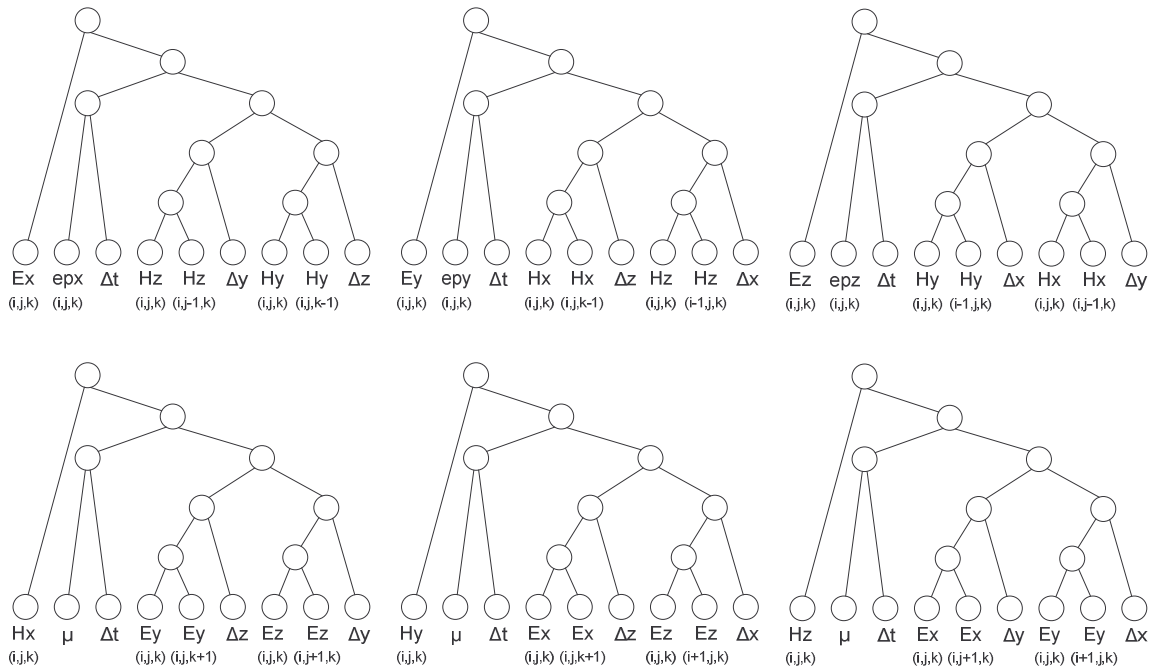 Ex epx Δt Hz Hz Δy Hy Hy Δz
(i,j,k) (i,j,k) (i,j,k) (i,j-1,k) (i,j,k) (i,j,k-1)
Ey epy Δt Hx Hx Δz Hz Hz Δx
(i,j,k) (i,j,k) (i,j,k) (i,j,k-1) (i,j,k) (i-1,j,k)
Ez epz Δt Hy Hy Δx Hx Hx Δy
(i,j,k) (i,j,k) (i,j,k) (i-1,j,k) (i,j,k) (i,j-1,k)
Hx μ Δt Ey Ey Δz Ez Ez Δy
(i,j,k) (i,j,k) (i,j,k+1) (i,j,k) (i,j+1,k)
Hy μ Δt Ex Ex Δz Ez Ez Δx
(i,j,k) (i,j,k) (i,j,k+1) (i,j,k) (i+1,j,k)
Hz μ Δt Ex Ex Δy Ey Ey Δx
(i,j,k) (i,j,k) (i,j+1,k) (i,j,k) (i+1,j,k)